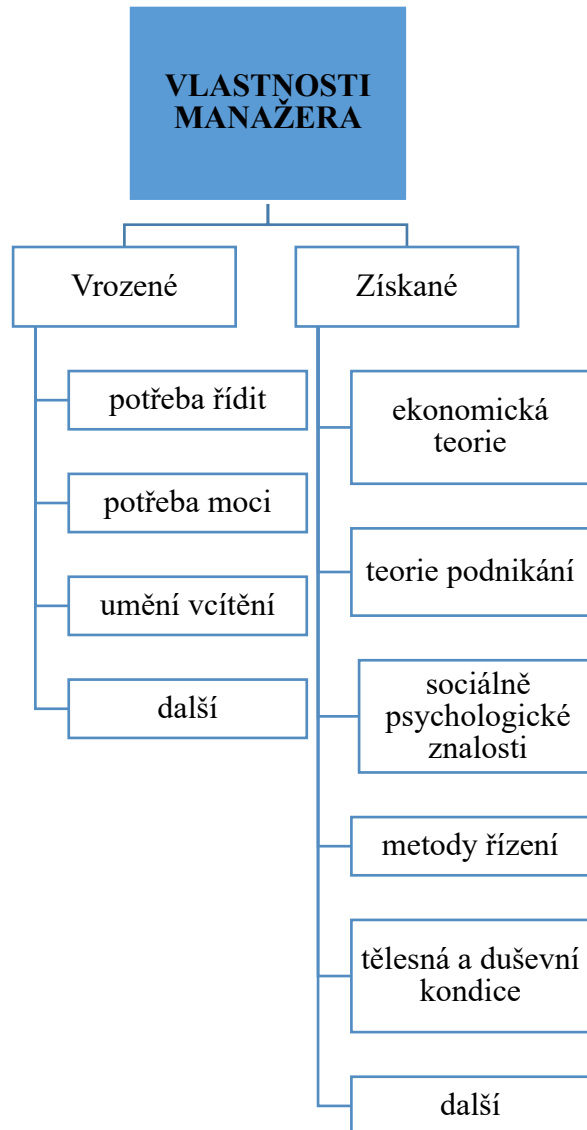 VLASTNOSTI
MANAŽERA
Vrozené
potřeba řídit
potřeba moci
umění vcítění
další
Získané
ekonomická
teorie
teorie podnikání
sociálně
psychologické
znalosti
metody řízení
tělesná a duševní
kondice
další